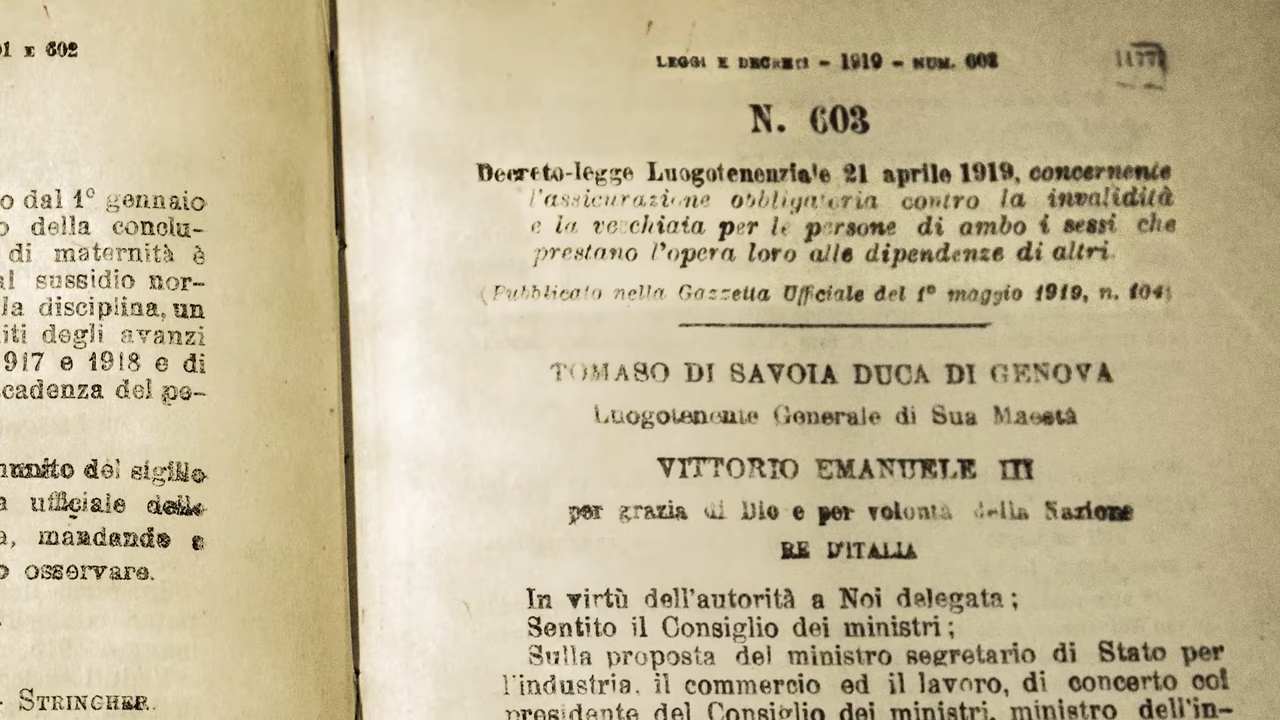 01 E 602
o dal 1° gennaio
o della conclu-
di maternità è
al sussidio nor-
la disciplina, un
iti degli avanzi
917 e 1918 e di
cadenza del pe-
munito del sigillo
a ufficiale delle
a, mandando a
o osservare.
- STRINGHER.
LEGGI E DECRETI - 1919 - NUM. 603 1177
N. 603
Decreto-legge Luogotenenziale 21 aprile 1919, concernente
l'assicurazione obbligatoria contro la invalidità
e la vecchiaia per le persone di ambo i sessi che
prestano l'opera loro alle dipendenze di altri.
(Pubblicato nella Gazzetta Ufficiale del 1° maggio 1919, n. 104)
TOMASO DI SAVOIA DUCA DI GENOVA
Luogotenente Generale di Sua Maestà
VITTORIO EMANUELE III
per grazia di Dio e per volontà della Nazione
RE D'ITALIA
In virtù dell'autorità a Noi delegata;
Sentito il Consiglio dei ministri;
Sulla proposta del ministro segretario di Stato per
l'industria, il commercio ed il lavoro, di concerto col
presidente del Consiglio dei ministri, ministro dell'in-